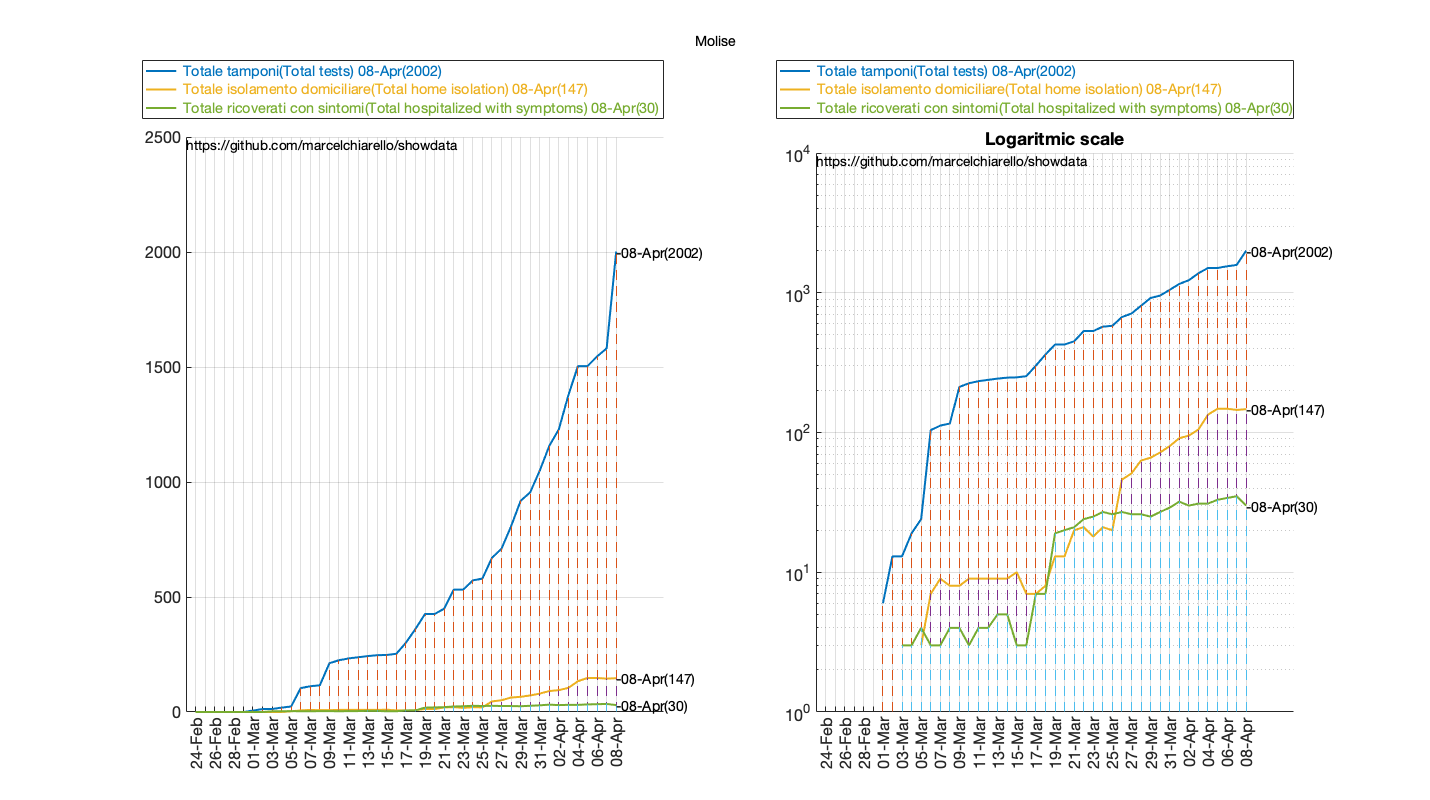 Molise
Totale tamponi(Total tests) 08-Apr(2002)
Totale isolamento domiciliare(Total home isolation) 08-Apr(147)
Totale ricoverati con sintomi(Total hospitalized with symptoms) 08-Apr(30)
2500
https://github.com/marcelchiarello/showdata
2000
08-Apr(2002)
1500
1000
500
08-Apr(147)
08-Apr(30)
0
24-Feb
26-Feb
28-Feb
01-Mar
03-Mar
05-Mar
07-Mar
09-Mar
11-Mar
13-Mar
15-Mar
17-Mar
19-Mar
21-Mar
23-Mar
25-Mar
27-Mar
29-Mar
31-Mar
02-Apr
04-Apr
06-Apr
08-Apr
Totale tamponi(Total tests) 08-Apr(2002)
Totale isolamento domiciliare(Total home isolation) 08-Apr(147)
Totale ricoverati con sintomi(Total hospitalized with symptoms) 08-Apr(30)
Logaritmic scale
10^4
https://github.com/marcelchiarello/showdata
08-Apr(2002)
10^3
10^2
08-Apr(147)
08-Apr(30)
10^1
10^0
24-Feb
26-Feb
28-Feb
01-Mar
03-Mar
05-Mar
07-Mar
09-Mar
11-Mar
13-Mar
15-Mar
17-Mar
19-Mar
21-Mar
23-Mar
25-Mar
27-Mar
29-Mar
31-Mar
02-Apr
04-Apr
06-Apr
08-Apr